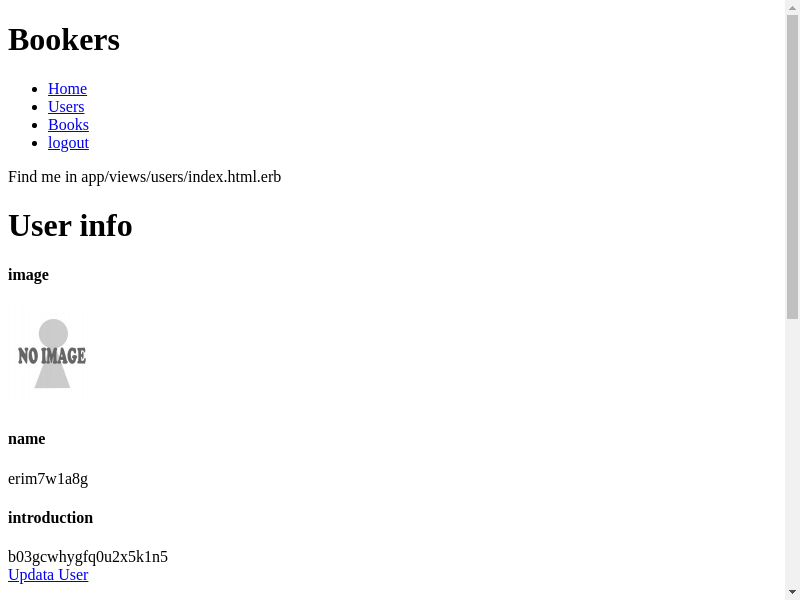 Bookers
Home
Users
Books
logout
Find me in app/views/users/index.html.erb
User info
image
NO IMAGE
name
erim7w1a8g
introduction
b03gcwhygfq0u2x5k1n5
Updata User